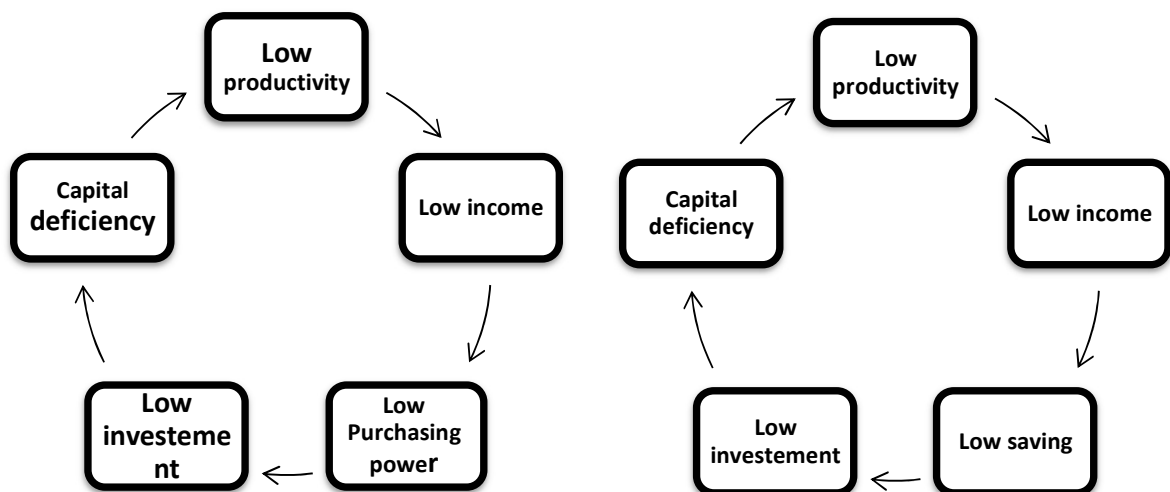 Low
productivity
Low income
Low
Purchasing
power
Low
investeme
nt
Capital
deficiency
Low
productivity
Low income
Low saving
Low
investement
Capital
deficiency